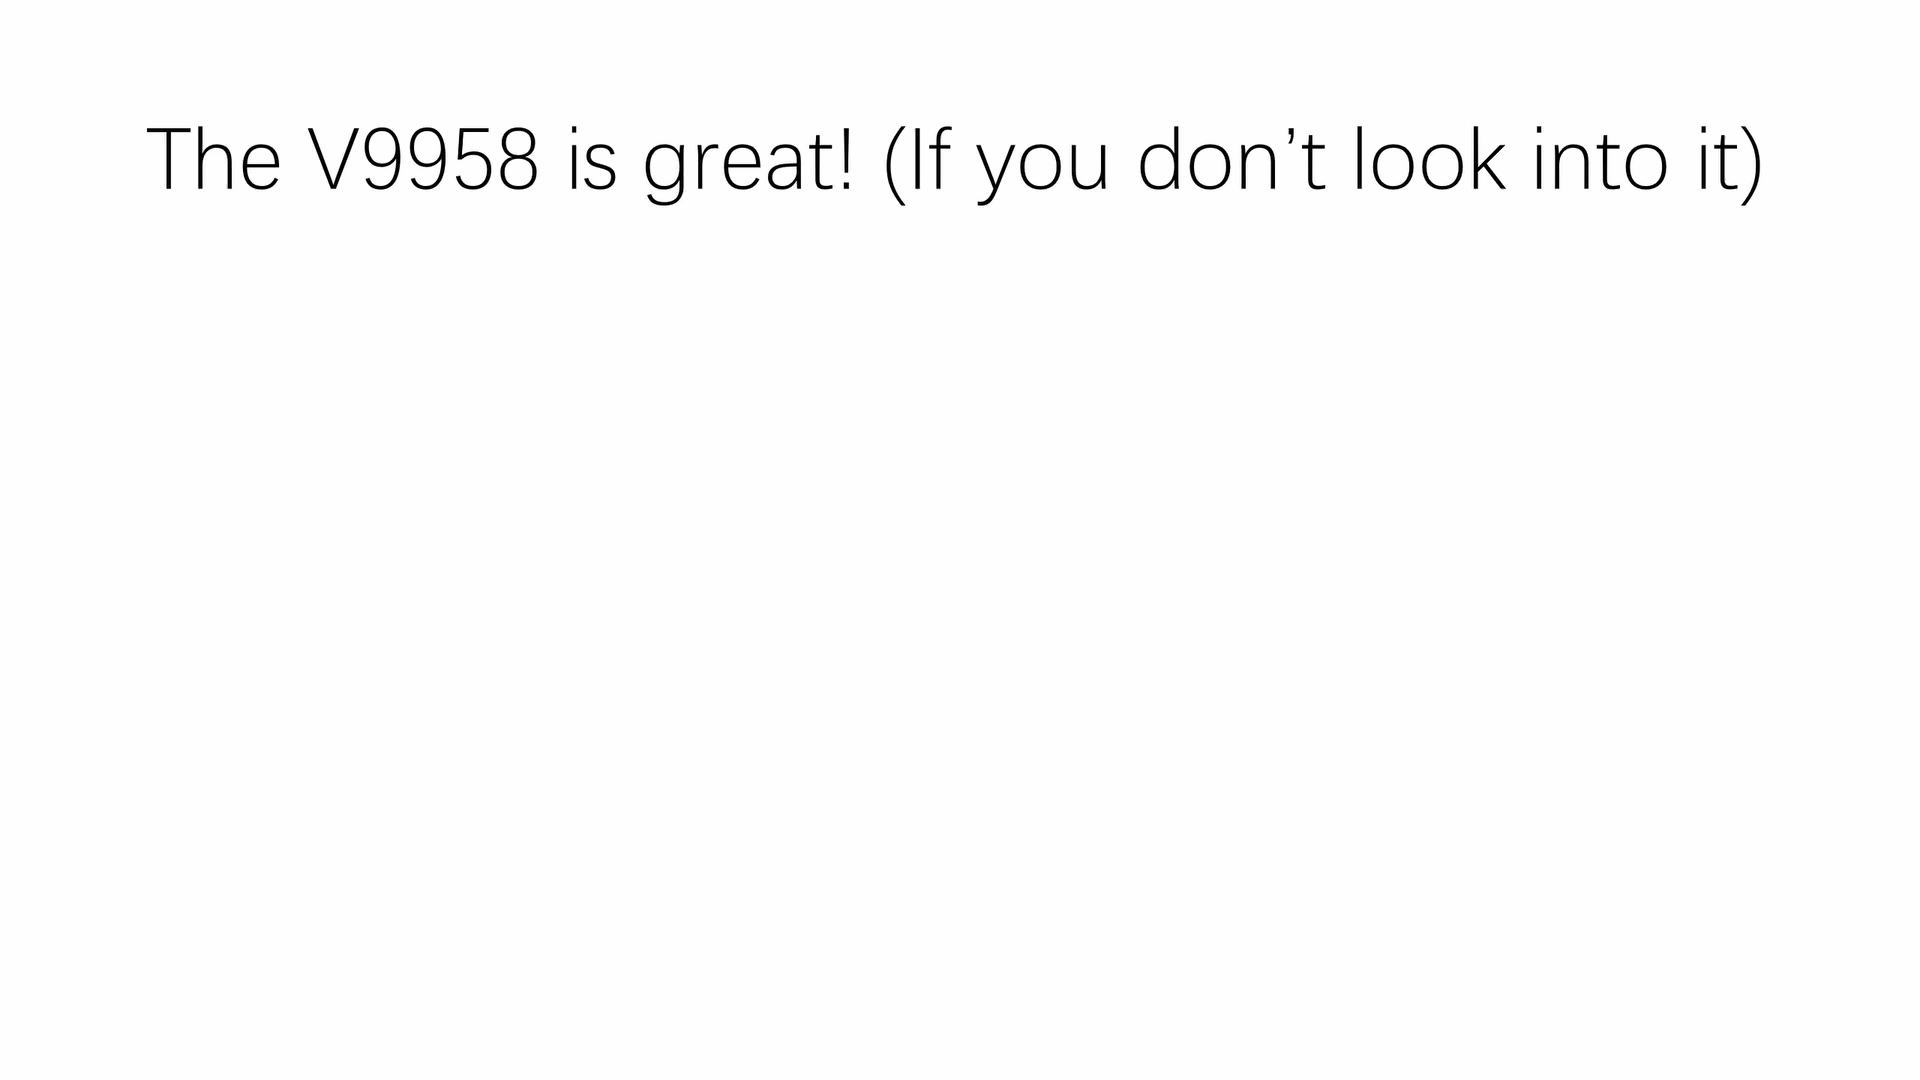 The V9958 is great! (If you don’t look into it)